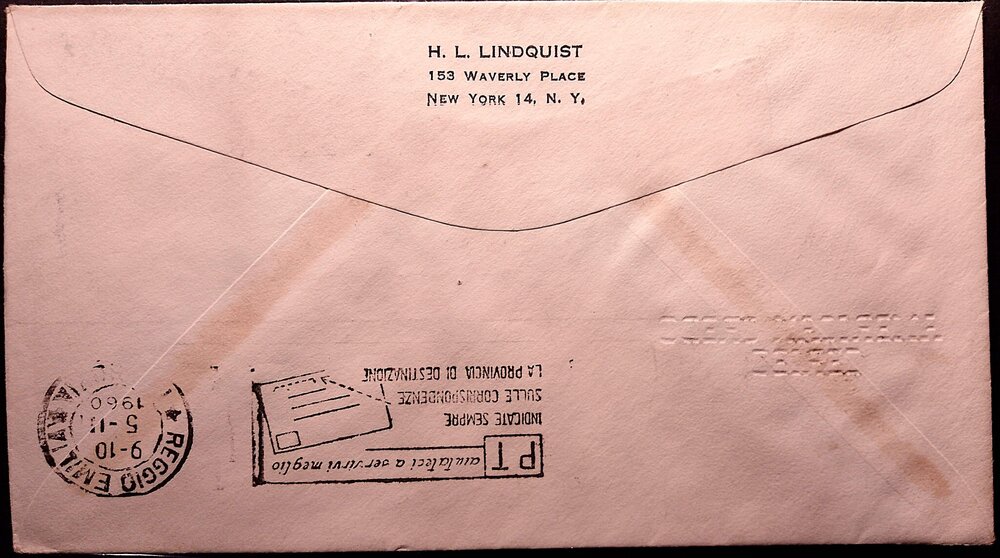 H. L. LINDQUIST
153 WAVERLY PLACE
NEW YORK 14, N. Y.
REGGIO EMILIA
9-10
5-11
1960
PT aiutateci a servirvi meglio
INDICATE SEMPRE
SULLE CORRISPONDENZE
LA PROVINCIA DI DESTINAZIONE